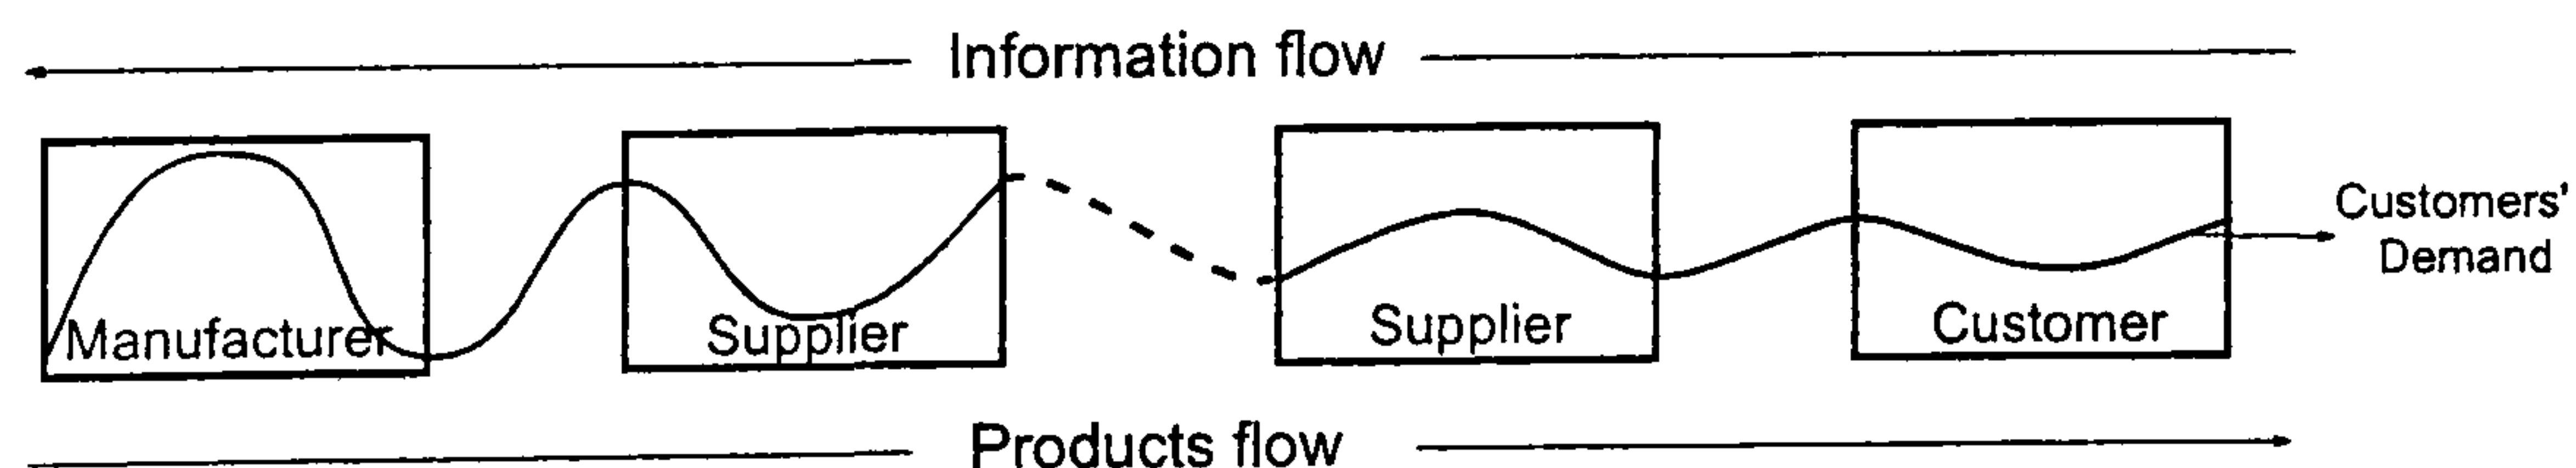 Information flow
Manufacturer
Supplier
Supplier
Customer
Customers'
Demand
Products flow